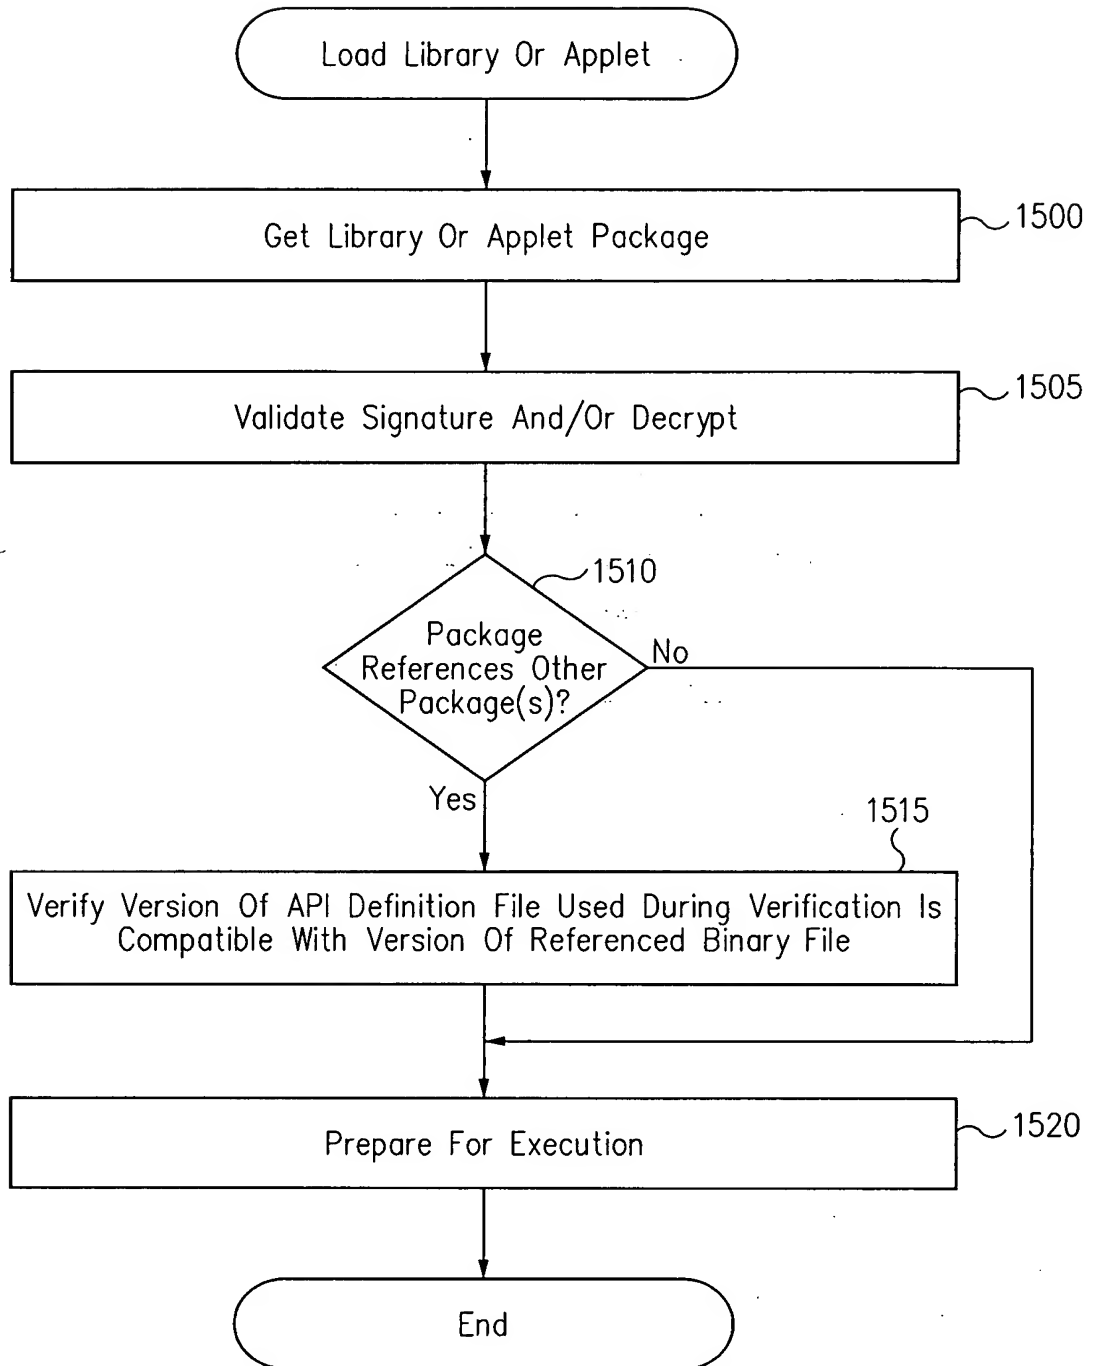 Load Library Or Applet
Get Library Or Applet Package
1500
Validate Signature And/Or Decrypt
1505
1510
Package
References Other
Package(s)?
No
Yes
1515
Verify Version Of API Definition File Used During Verification Is
Compatible With Version Of Referenced Binary File
Prepare For Execution
1520
End